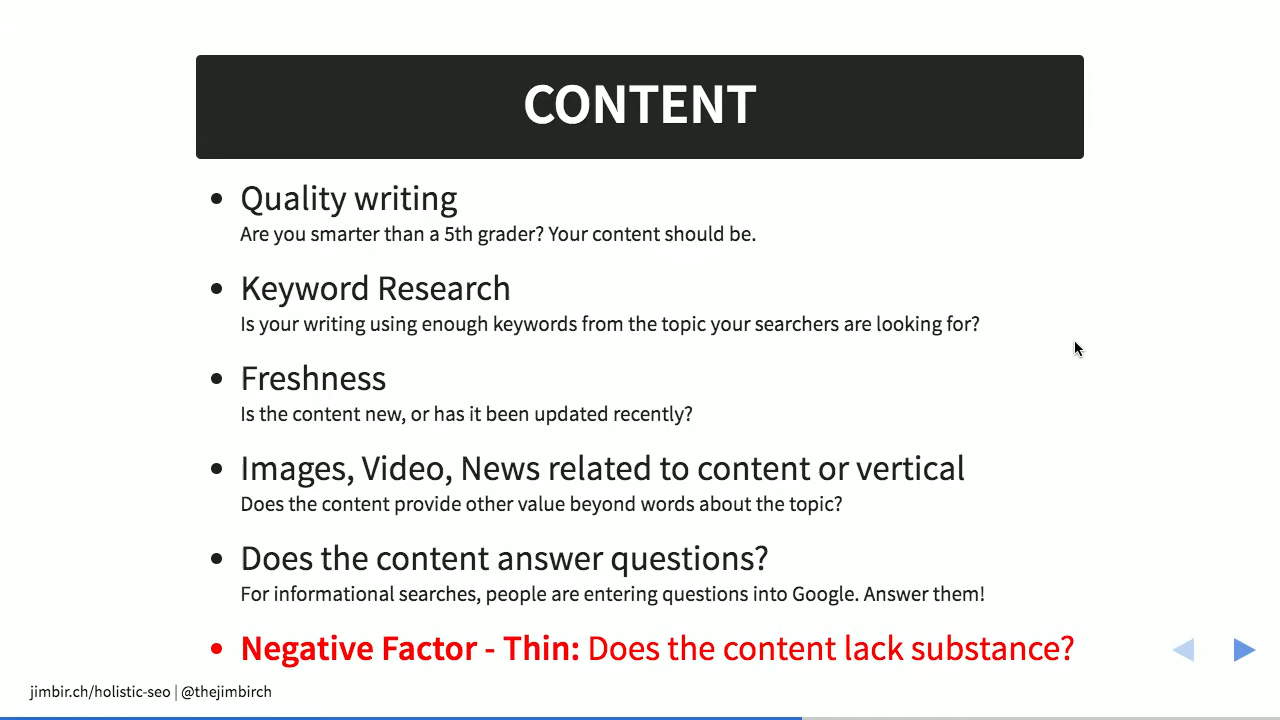 CONTENT
• Quality writing
Are you smarter than a 5th grader? Your content should be.
• Keyword Research
Is your writing using enough keywords from the topic your searchers are looking for?
• Freshness
Is the content new, or has it been updated recently?
• Images, Video, News related to content or vertical
Does the content provide other value beyond words about the topic?
• Does the content answer questions?
For informational searches, people are entering questions into Google. Answer them!
• Negative Factor - Thin: Does the content lack substance?
jimbir.ch/holistic-seo | @thejimbirch